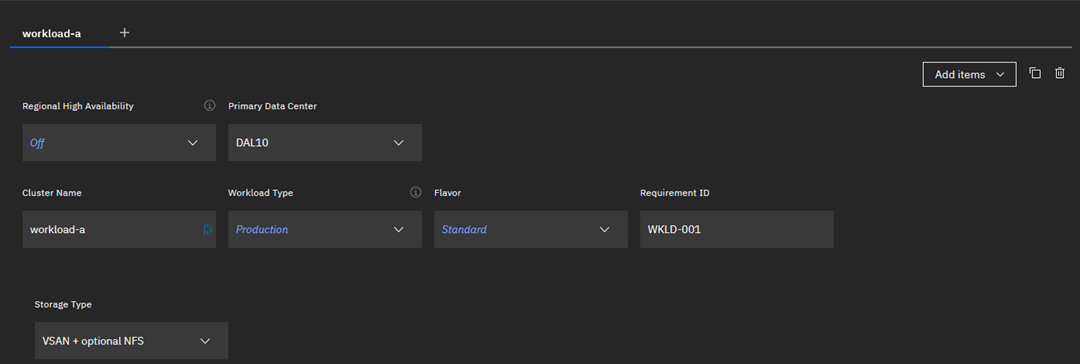 workload-a +
Add items
Regional High Availability Primary Data Center
Off DAL10
Cluster Name Workload Type Flavor Requirement ID
workload-a Production Standard WKLD-001
Storage Type
VSAN + optional NFS